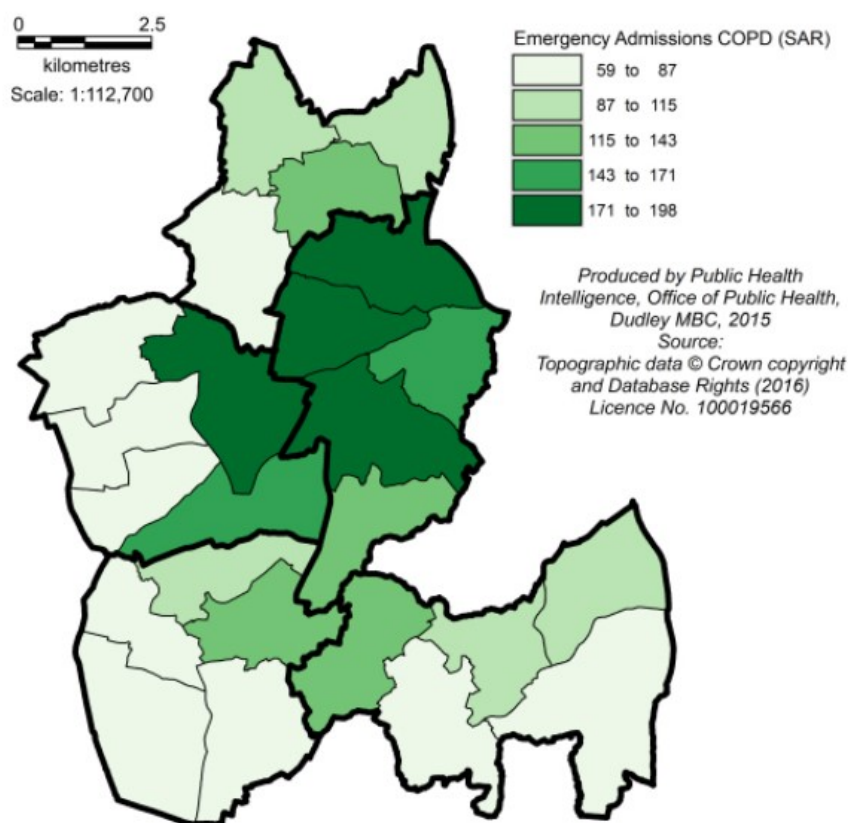 0 2.5
kilometres
Scale: 1:112,700
Emergency Admissions COPD (SAR)
59 to 87
87 to 115
115 to 143
143 to 171
171 to 198
Produced by Public Health
Intelligence, Office of Public Health,
Dudley MBC, 2015
Source:
Topographic data © Crown copyright
and Database Rights (2016)
Licence No. 100019566